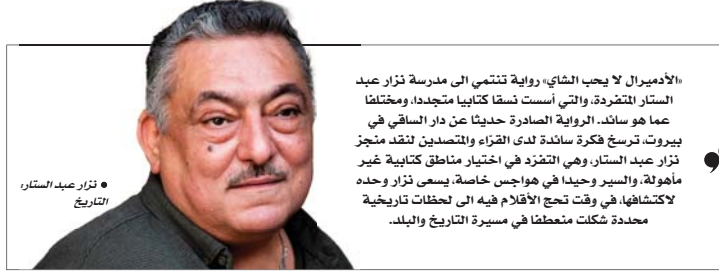 «الأدميرال لا يحب الشاي» رواية تنتمي الى مدرسة نزار عبد
الستار المتفردة، والتي أسست نسقا كتابيا متجددا، ومختلفا
عما هو سائد. الرواية الصادرة حديثا عن دار الساقي في
بيروت، ترسخ فكرة سائدة لدى القرّاء والمتصدين لنقد منجز
نزار عبد الستار، وهي التفرّد في اختيار مناطق كتابية غير
مأهولة، والسير وحيدا في هواجس خاصة، يسعى نزار وحده
لاكتشافها، في وقت تحج الأقلام فيه الى لحظات تاريخية
محددة شكلت منعطفا في مسيرة التاريخ والبلد.
● نزار عبد الستار:
التاريخ